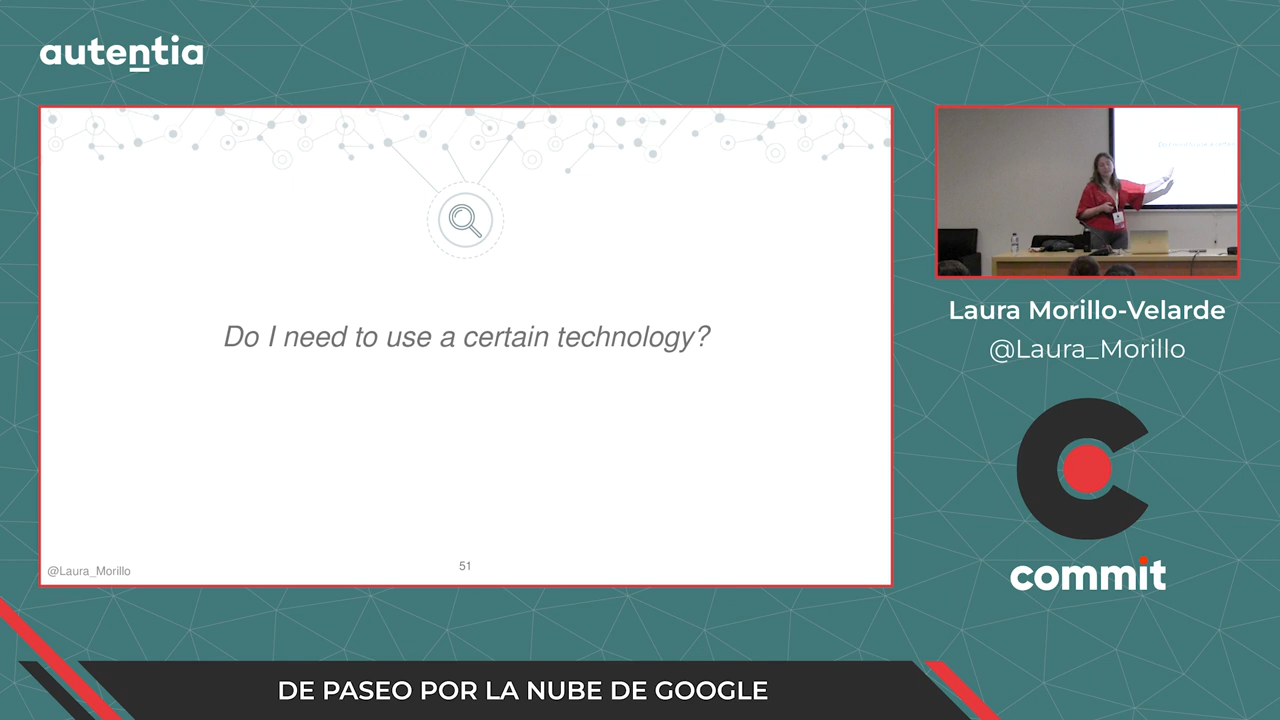 autentia
Do I need to use a certain technology?
@Laura_Morillo
51
Laura Morillo-Velarde
@Laura_Morillo
commit
DE PASEO POR LA NUBE DE GOOGLE